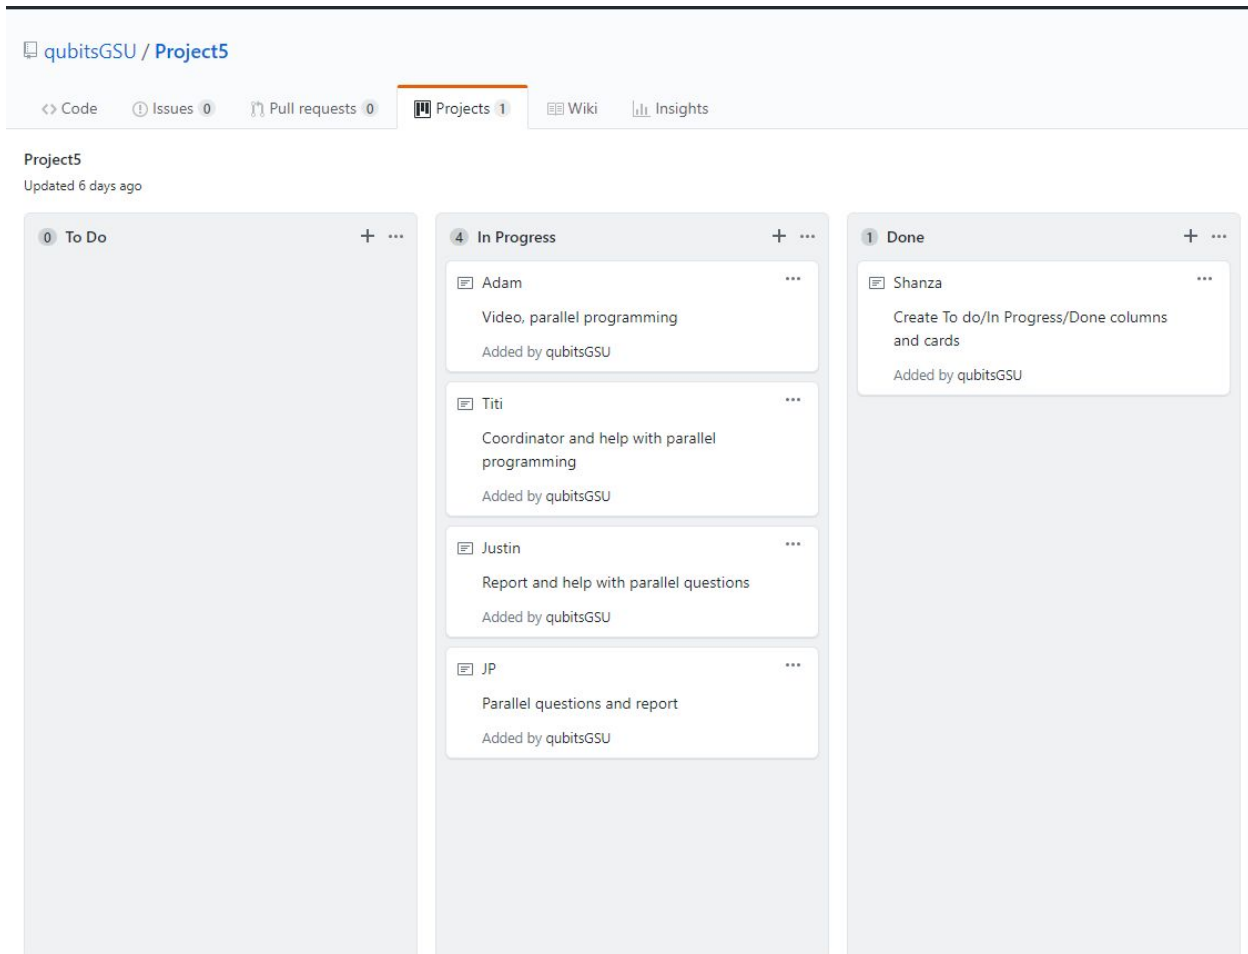 qubitsGSU / Project5
<> Code Issues 0 Pull requests 0 Projects 1 Wiki Insights
Project5
Updated 6 days ago
0 To Do + ...
4 In Progress + ...
Adam ...
Video, parallel programming
Added by qubitsGSU
Titi ...
Coordinator and help with parallel
programming
Added by qubitsGSU
Justin ...
Report and help with parallel questions
Added by qubitsGSU
JP ...
Parallel questions and report
Added by qubitsGSU
1 Done + ...
Shanza ...
Create To do/In Progress/Done columns
and cards
Added by qubitsGSU